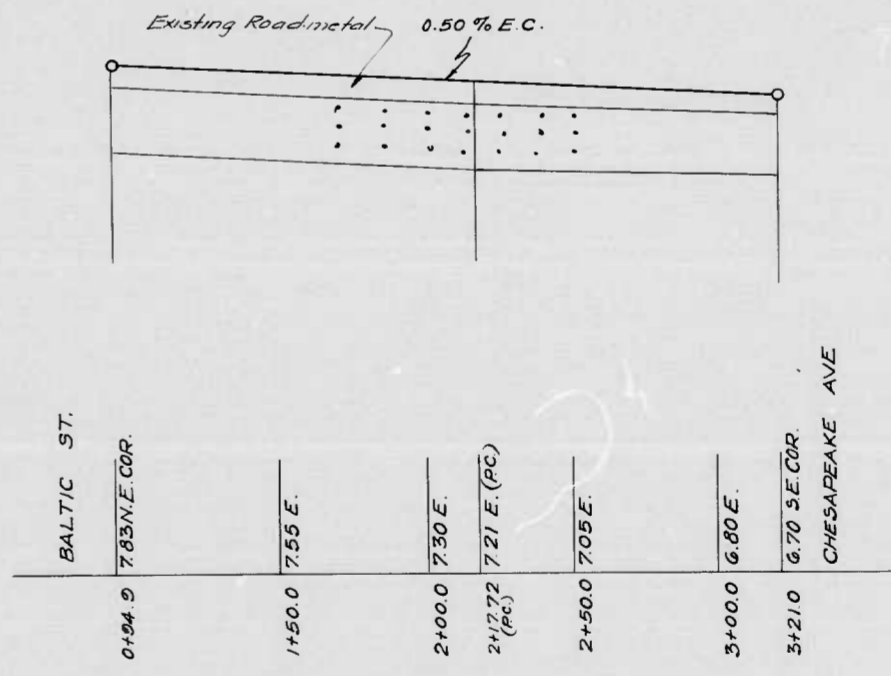 Existing Road metal
0.50 % E.C.
BALTIC ST.
7.83 N.E. COR.
7.55 E.
7.30 E.
7.21 E. (P.C.)
7.05 E.
6.80 E.
6.70 S.E. COR.
CHESAPEAKE AVE
0+94.9
1+50.0
2+00.0
2+17.72
(P.C.)
2+50.0
3+00.0
3+21.0